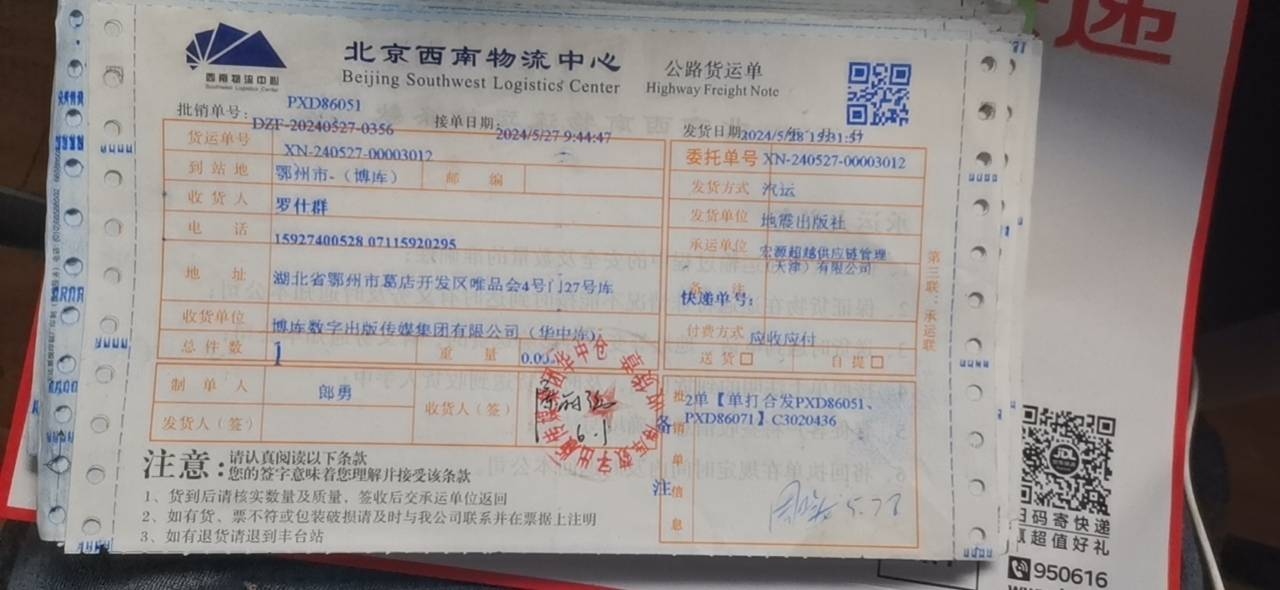 递
西南物流中心
Southwest Logistics Center
北京西南物流中心
Beijing Southwest Logistics Center
公路货运单
Highway Freight Note
批销单号：
PXD86051
DZF-20240527-0356
接单日期：
2024/5/27 9:44:47
发货日期
货运单号
XN-240527-00003012
委托单号 XN-240527-00003012
到站地 鄂州市-（博库） 邮编
发货方式 汽运
收货人 罗仕群
发货单位 地震出版社
电话 15927400528 07115920295
承运单位 宏源超越供应链管理
（天津）有限公司
地址 湖北省鄂州市葛店开发区唯品会4号门27号库
备注
快递单号：
收货单位 博库数字出版传媒集团有限公司（华中库）
付费方式 应收应付
总件数 1 重量
送货 □ 自提 □
制单人 郎勇
收货人（签）
6.1
发货人（签）
批销单信息
备注
2单【单打合发PXD86051、
PXD86071】C3020436
第三联：承运联
注意：
请认真阅读以下条款
您的签字意味着您理解并接受该条款
1、货到后请核实数量及质量，签收后交承运单位返回
2、如有货、票不符或包装破损请及时与我公司联系并在票据上注明
3、如有退货请退到丰台站
扫码寄快递
享超值好礼
950616